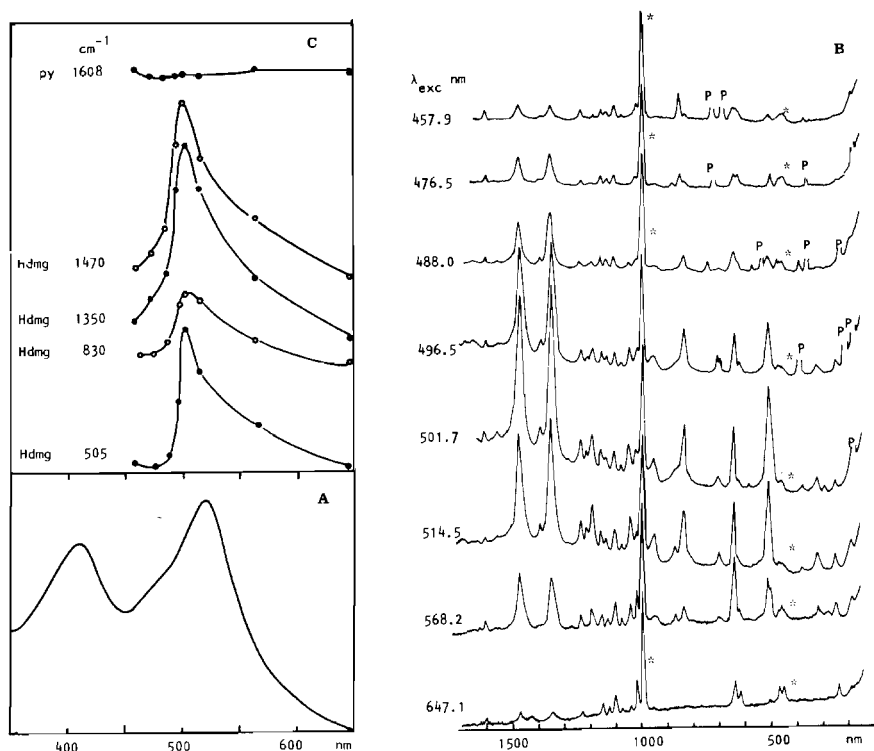 C
cm⁻¹
py 1608
Hdmg 1470
Hdmg 1350
Hdmg 830
Hdmg 505
A
400 500 600 nm
B
λexc nm
*
457.9
P P
*
476.5
*
P
*
P
488.0
*
P
*
P
P
496.5
*
P
P
P
501.7
*
P
514.5
*
568.2
*
647.1
*
*
1500 1000 500 nm